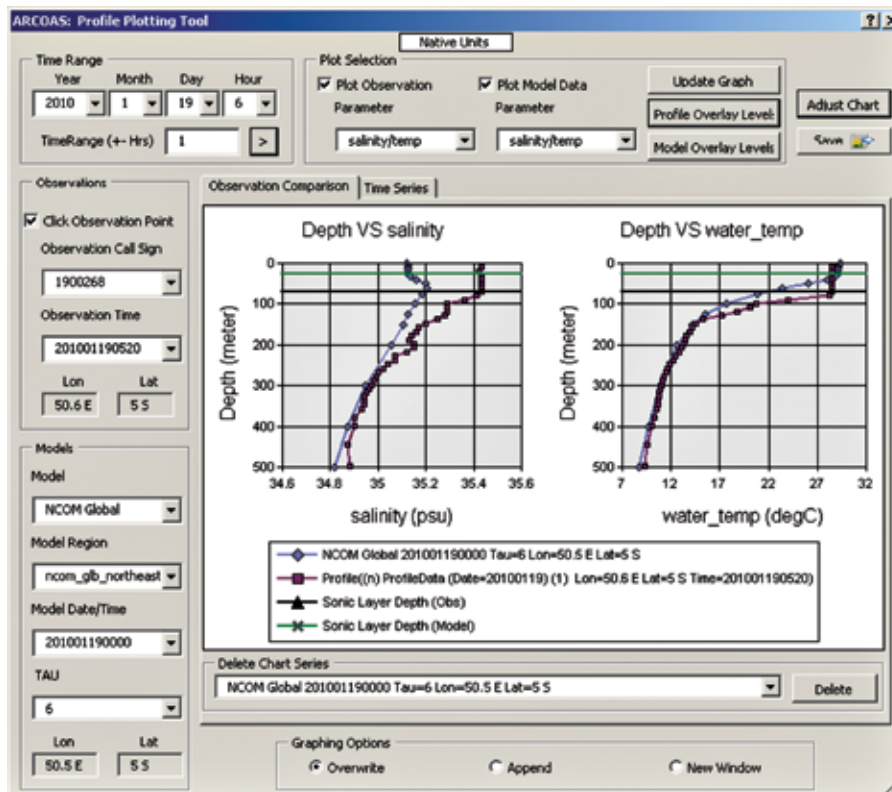 ARCOAS: Profile Plotting Tool
Native Units
Time Range
Year Month Day Hour
2010 1 19 6
TimeRange (+- Hrs) 1 >
Plot Selection
Plot Observation Plot Model Data
Parameter Parameter
salinity/temp salinity/temp
Update Graph
Profile Overlay Level:
Model Overlay Levels
Adjust Chart
Save
Observations
Click Observation Point
Observation Call Sign
1900268
Observation Time
201001190520
Lon Lat
50.6 E 5 S
Models
Model
NCOM Global
Model Region
ncom_glb_northeast
Model Date/Time
201001190000
TAU
6
Lon Lat
50.5 E 5 S
Observation Comparison Time Series
Depth VS salinity
Depth (meter)
0
100
200
300
400
500
34.6 34.8 35 35.2 35.4 35.6
salinity (psu)
Depth VS water_temp
Depth (meter)
0
100
200
300
400
500
7 12 17 22 27 32
water_temp (degC)
NCOM Global 201001190000 Tau=6 Lon=50.5 E Lat=5 S
Profile((n) ProfileData (Date=20100119) (1) Lon=50.6 E Lat=5 S Time=201001190520)
Sonic Layer Depth (Obs)
Sonic Layer Depth (Model)
Delete Chart Series
NCOM Global 201001190000 Tau=6 Lon=50.5 E Lat=5 S
Delete
Graphing Options
Overwrite Append New Window